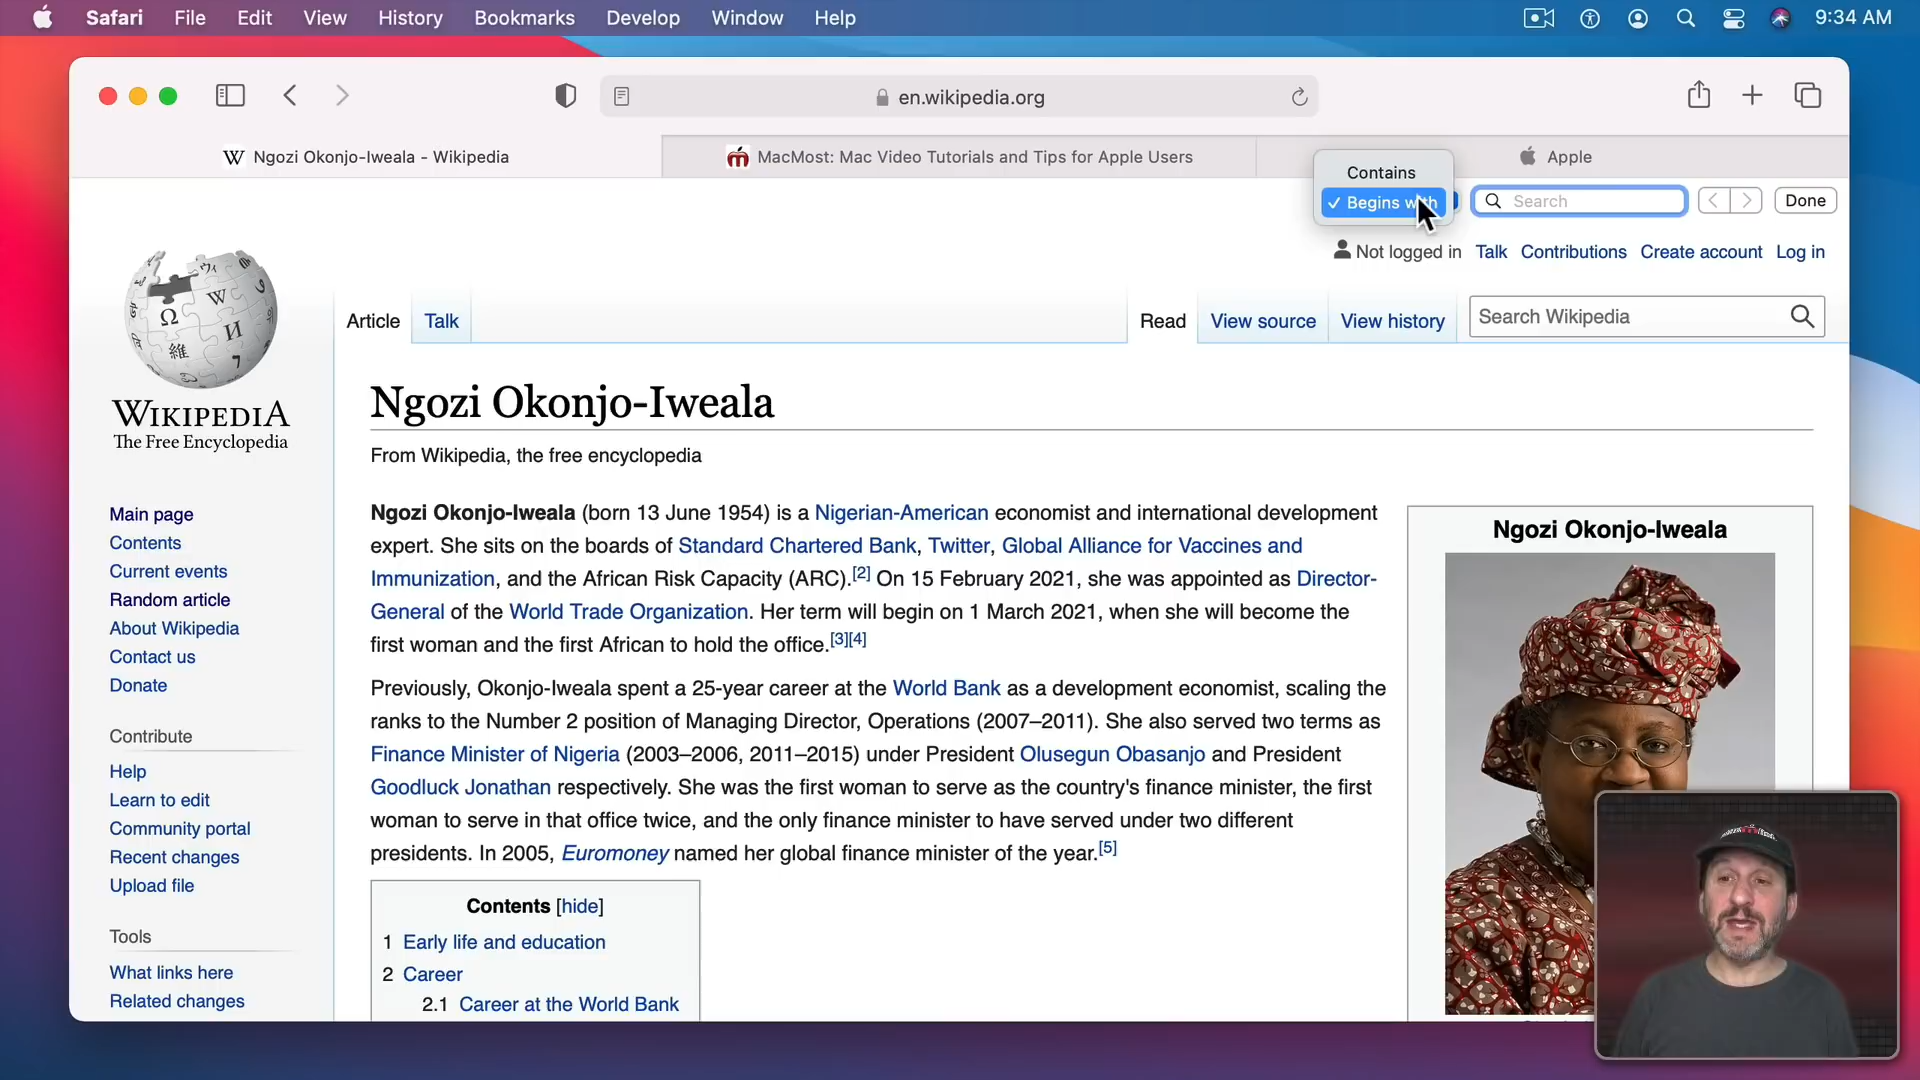 Safari File Edit View History Bookmarks Develop Window Help 9:34 AM
en.wikipedia.org
W Ngozi Okonjo-Iweala - Wikipedia
MacMost: Mac Video Tutorials and Tips for Apple Users
Apple
Contains
✓ Begins with
Search
Done
Not logged in Talk Contributions Create account Log in
Article Talk Read View source View history Search Wikipedia
WIKIPEDIA
The Free Encyclopedia
Main page
Contents
Current events
Random article
About Wikipedia
Contact us
Donate
Contribute
Help
Learn to edit
Community portal
Recent changes
Upload file
Tools
What links here
Related changes
Ngozi Okonjo-Iweala
From Wikipedia, the free encyclopedia
Ngozi Okonjo-Iweala (born 13 June 1954) is a Nigerian-American economist and international development
expert. She sits on the boards of Standard Chartered Bank, Twitter, Global Alliance for Vaccines and
Immunization, and the African Risk Capacity (ARC).[2] On 15 February 2021, she was appointed as Director-
General of the World Trade Organization. Her term will begin on 1 March 2021, when she will become the
first woman and the first African to hold the office.[3][4]
Previously, Okonjo-Iweala spent a 25-year career at the World Bank as a development economist, scaling the
ranks to the Number 2 position of Managing Director, Operations (2007–2011). She also served two terms as
Finance Minister of Nigeria (2003–2006, 2011–2015) under President Olusegun Obasanjo and President
Goodluck Jonathan respectively. She was the first woman to serve as the country's finance minister, the first
woman to serve in that office twice, and the only finance minister to have served under two different
presidents. In 2005, Euromoney named her global finance minister of the year.[5]
Contents [hide]
1 Early life and education
2 Career
2.1 Career at the World Bank
Ngozi Okonjo-Iweala